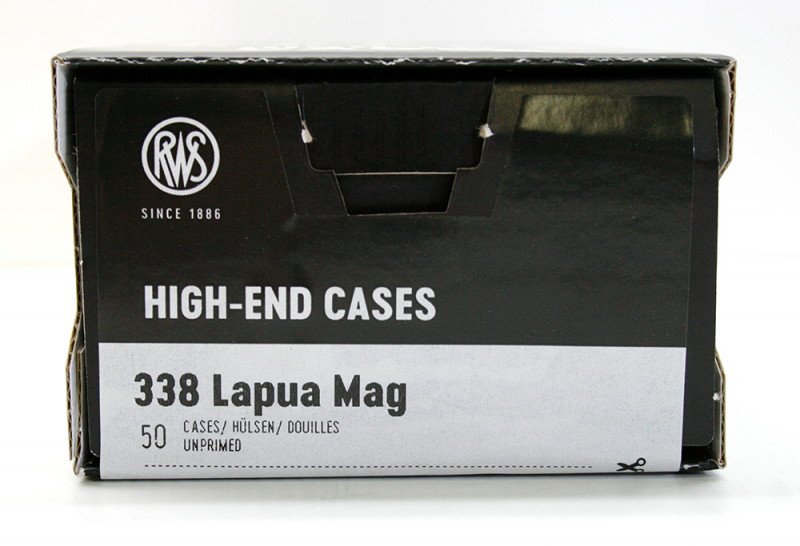 RWS
SINCE 1886
HIGH-END CASES
338 Lapua Mag
50 CASES/ HÜLSEN/ DOUILLES
UNPRIMED